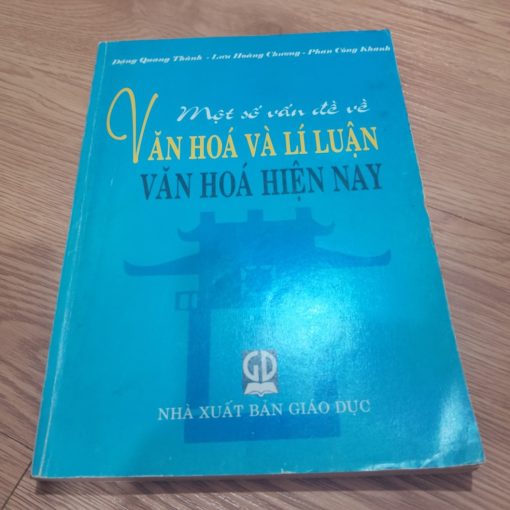 Đặng Quang Thành - Lưu Hoàng Chương - Phan Công Khanh
Một số vấn đề về
VĂN HOÁ VÀ LÍ LUẬN
VĂN HOÁ HIỆN NAY
GD
NHÀ XUẤT BẢN GIÁO DỤC